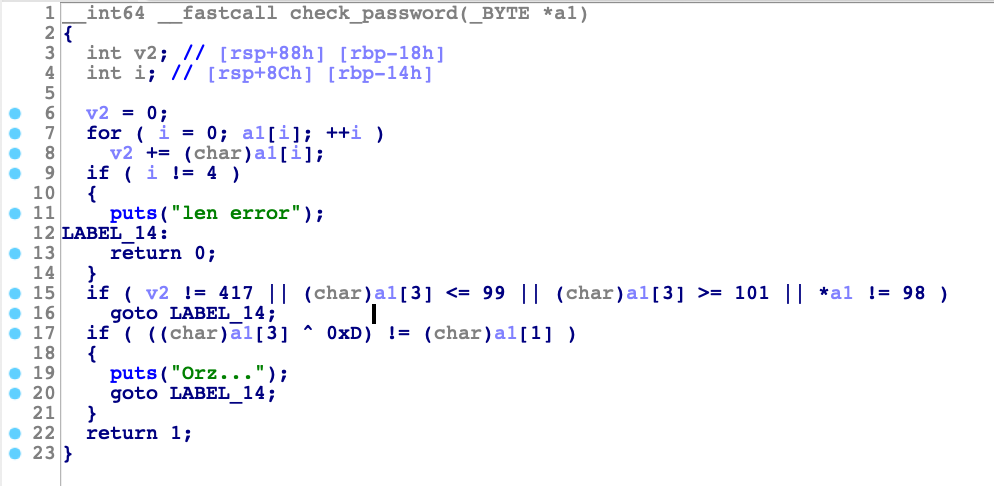 1 __int64 __fastcall check_password(_BYTE *a1)
2 {
3   int v2; // [rsp+88h] [rbp-18h]
4   int i; // [rsp+8Ch] [rbp-14h]
5
6   v2 = 0;
7   for ( i = 0; a1[i]; ++i )
8     v2 += (char)a1[i];
9   if ( i != 4 )
10   {
11     puts("len error");
12 LABEL_14:
13     return 0;
14   }
15   if ( v2 != 417 || (char)a1[3] <= 99 || (char)a1[3] >= 101 || *a1 != 98 )
16     goto LABEL_14;
17   if ( ((char)a1[3] ^ 0xD) != (char)a1[1] )
18   {
19     puts("Orz...");
20     goto LABEL_14;
21   }
22   return 1;
23 }